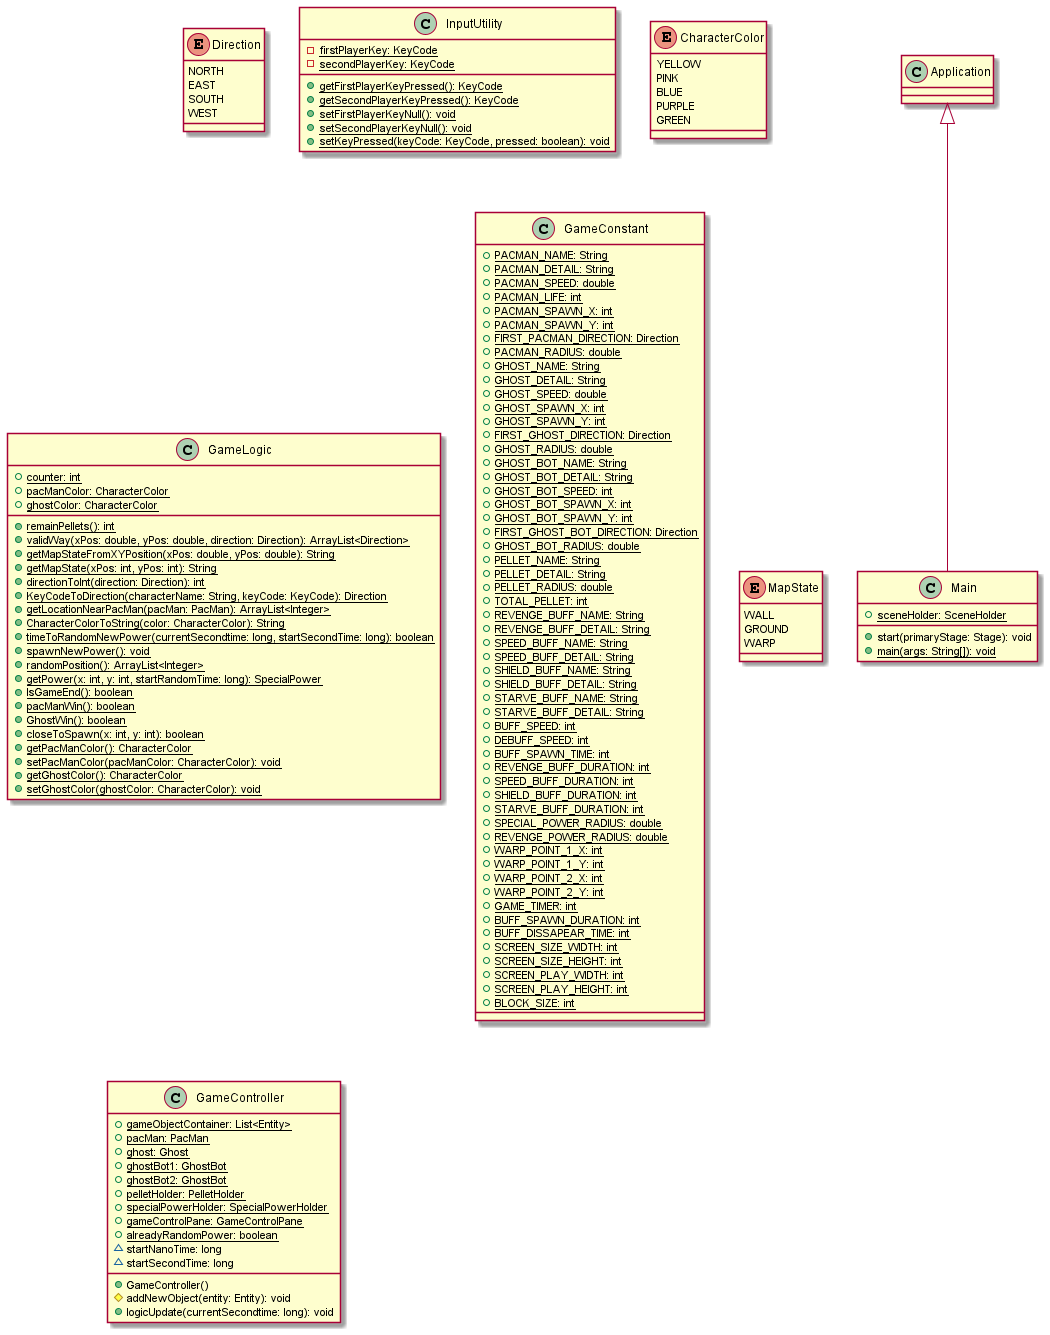 E Direction
NORTH
EAST
SOUTH
WEST
C InputUtility
firstPlayerKey: KeyCode
secondPlayerKey: KeyCode
getFirstPlayerKeyPressed(): KeyCode
getSecondPlayerKeyPressed(): KeyCode
setFirstPlayerKeyNull(): void
setSecondPlayerKeyNull(): void
setKeyPressed(keyCode: KeyCode, pressed: boolean): void
E CharacterColor
YELLOW
PINK
BLUE
PURPLE
GREEN
C Application
C GameConstant
PACMAN_NAME: String
PACMAN_DETAIL: String
PACMAN_SPEED: double
PACMAN_LIFE: int
PACMAN_SPAWN_X: int
PACMAN_SPAWN_Y: int
FIRST_PACMAN_DIRECTION: Direction
PACMAN_RADIUS: double
GHOST_NAME: String
GHOST_DETAIL: String
GHOST_SPEED: double
GHOST_SPAWN_X: int
GHOST_SPAWN_Y: int
FIRST_GHOST_DIRECTION: Direction
GHOST_RADIUS: double
GHOST_BOT_NAME: String
GHOST_BOT_DETAIL: String
GHOST_BOT_SPEED: int
GHOST_BOT_SPAWN_X: int
GHOST_BOT_SPAWN_Y: int
FIRST_GHOST_BOT_DIRECTION: Direction
GHOST_BOT_RADIUS: double
PELLET_NAME: String
PELLET_DETAIL: String
PELLET_RADIUS: double
TOTAL_PELLET: int
REVENGE_BUFF_NAME: String
REVENGE_BUFF_DETAIL: String
SPEED_BUFF_NAME: String
SPEED_BUFF_DETAIL: String
SHIELD_BUFF_NAME: String
SHIELD_BUFF_DETAIL: String
STARVE_BUFF_NAME: String
STARVE_BUFF_DETAIL: String
BUFF_SPEED: int
DEBUFF_SPEED: int
BUFF_SPAWN_TIME: int
REVENGE_BUFF_DURATION: int
SPEED_BUFF_DURATION: int
SHIELD_BUFF_DURATION: int
STARVE_BUFF_DURATION: int
SPECIAL_POWER_RADIUS: double
REVENGE_POWER_RADIUS: double
WARP_POINT_1_X: int
WARP_POINT_1_Y: int
WARP_POINT_2_X: int
WARP_POINT_2_Y: int
GAME_TIMER: int
BUFF_SPAWN_DURATION: int
BUFF_DISSAPEAR_TIME: int
SCREEN_SIZE_WIDTH: int
SCREEN_SIZE_HEIGHT: int
SCREEN_PLAY_WIDTH: int
SCREEN_PLAY_HEIGHT: int
BLOCK_SIZE: int
C GameLogic
counter: int
pacManColor: CharacterColor
ghostColor: CharacterColor
remainPellets(): int
validWay(xPos: double, yPos: double, direction: Direction): ArrayList<Direction>
getMapStateFromXYPosition(xPos: double, yPos: double): String
getMapState(xPos: int, yPos: int): String
directionToInt(direction: Direction): int
KeyCodeToDirection(characterName: String, keyCode: KeyCode): Direction
getLocationNearPacMan(pacMan: PacMan): ArrayList<Integer>
CharacterColorToString(color: CharacterColor): String
timeToRandomNewPower(currentSecondtime: long, startSecondTime: long): boolean
spawnNewPower(): void
randomPosition(): ArrayList<Integer>
getPower(x: int, y: int, startRandomTime: long): SpecialPower
IsGameEnd(): boolean
pacManWin(): boolean
GhostWin(): boolean
closeToSpawn(x: int, y: int): boolean
getPacManColor(): CharacterColor
setPacManColor(pacManColor: CharacterColor): void
getGhostColor(): CharacterColor
setGhostColor(ghostColor: CharacterColor): void
E MapState
WALL
GROUND
WARP
C Main
sceneHolder: SceneHolder
start(primaryStage: Stage): void
main(args: String[]): void
C GameController
gameObjectContainer: List<Entity>
pacMan: PacMan
ghost: Ghost
ghostBot1: GhostBot
ghostBot2: GhostBot
pelletHolder: PelletHolder
specialPowerHolder: SpecialPowerHolder
gameControlPane: GameControlPane
alreadyRandomPower: boolean
startNanoTime: long
startSecondTime: long
GameController()
addNewObject(entity: Entity): void
logicUpdate(currentSecondtime: long): void